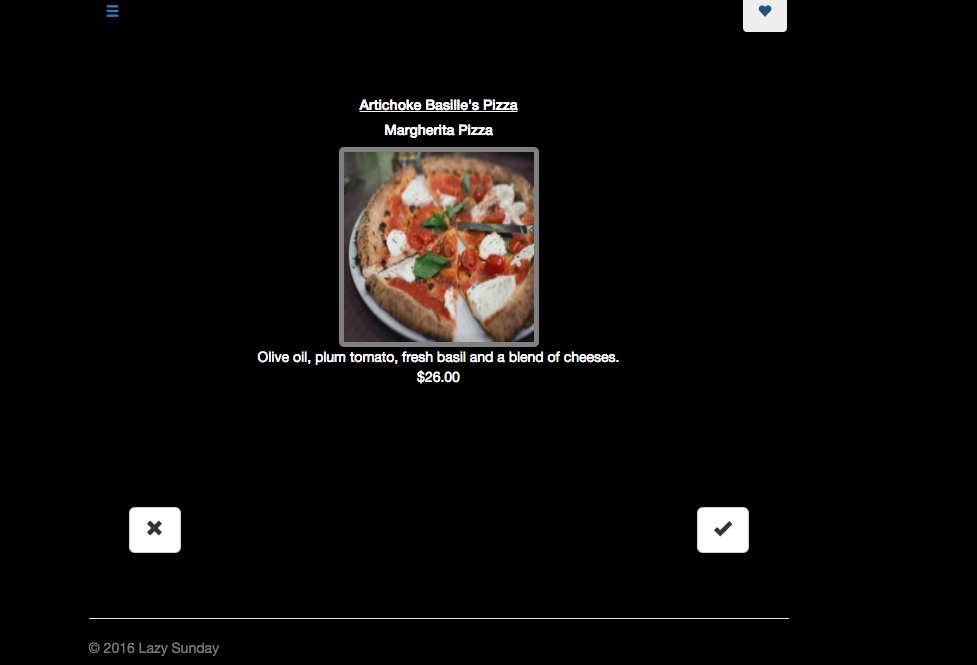 Artichoke Basille's Pizza
Margherita Pizza
Olive oil, plum tomato, fresh basil and a blend of cheeses.
$26.00
© 2016 Lazy Sunday